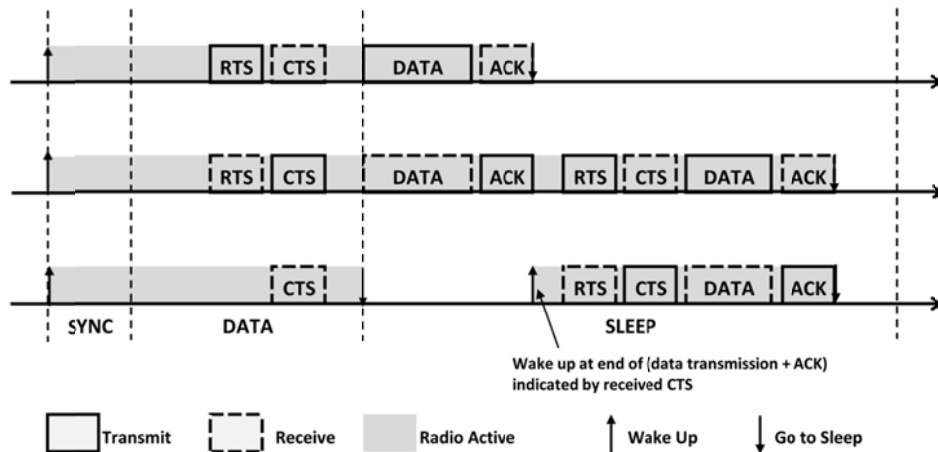 RTS CTS DATA ACK
RTS CTS DATA ACK RTS CTS DATA ACK
CTS RTS CTS DATA ACK
SYNC DATA SLEEP
Wake up at end of (data transmission + ACK)
indicated by received CTS
Transmit Receive Radio Active Wake Up Go to Sleep